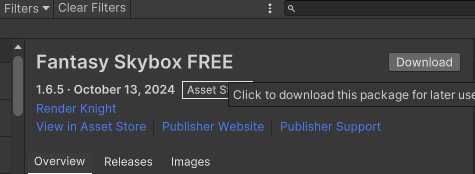 Filters Clear Filters
Fantasy Skybox FREE
Download
1.6.5 · October 13, 2024 Asset S
Click to download this package for later use
Render Knight
View in Asset Store Publisher Website Publisher Support
Overview Releases Images